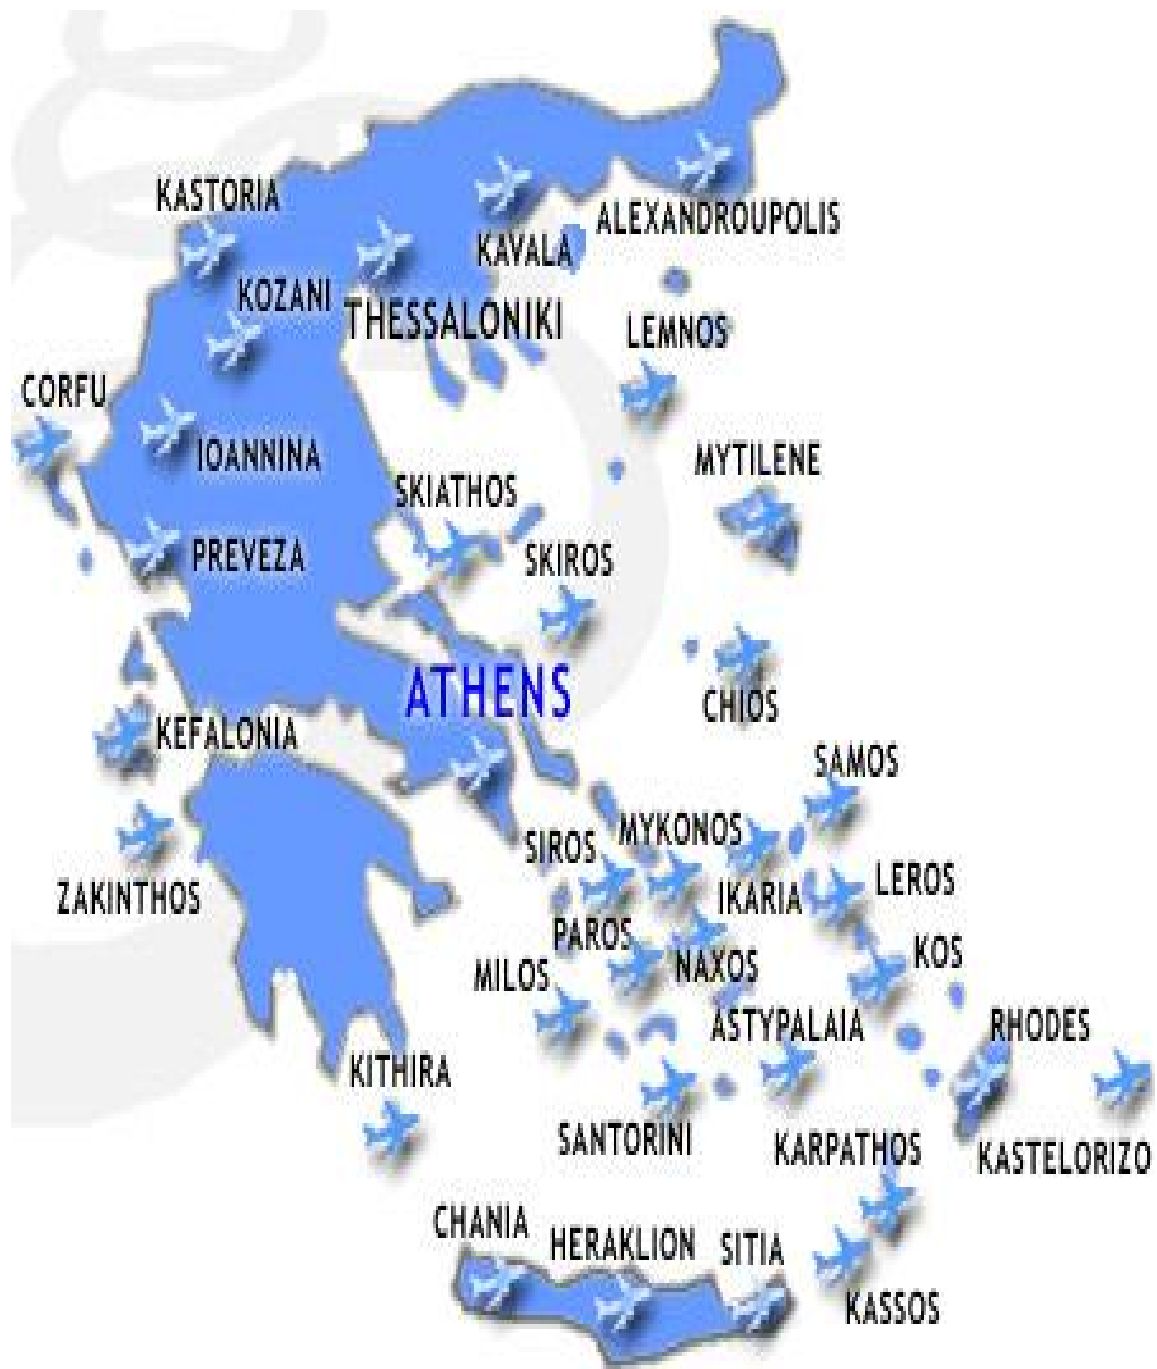 KASTORIA
ALEXANDROUPOLIS
KAVALA
KOZANI
THESSALONIKI
LEMNOS
CORFU
IOANNINA
MYTILENE
SKIATHOS
PREVEZA
SKIROS
ATHENS
CHIOS
KEFALONIA
SAMOS
MYKONOS
SIROS
ZAKINTHOS
IKARIA
LEROS
PAROS
KOS
NAXOS
MILOS
ASTYPALAIA
RHODES
KITHIRA
SANTORINI
KARPATHOS
KASTELORIZO
CHANIA
HERAKLION
SITIA
KASSOS